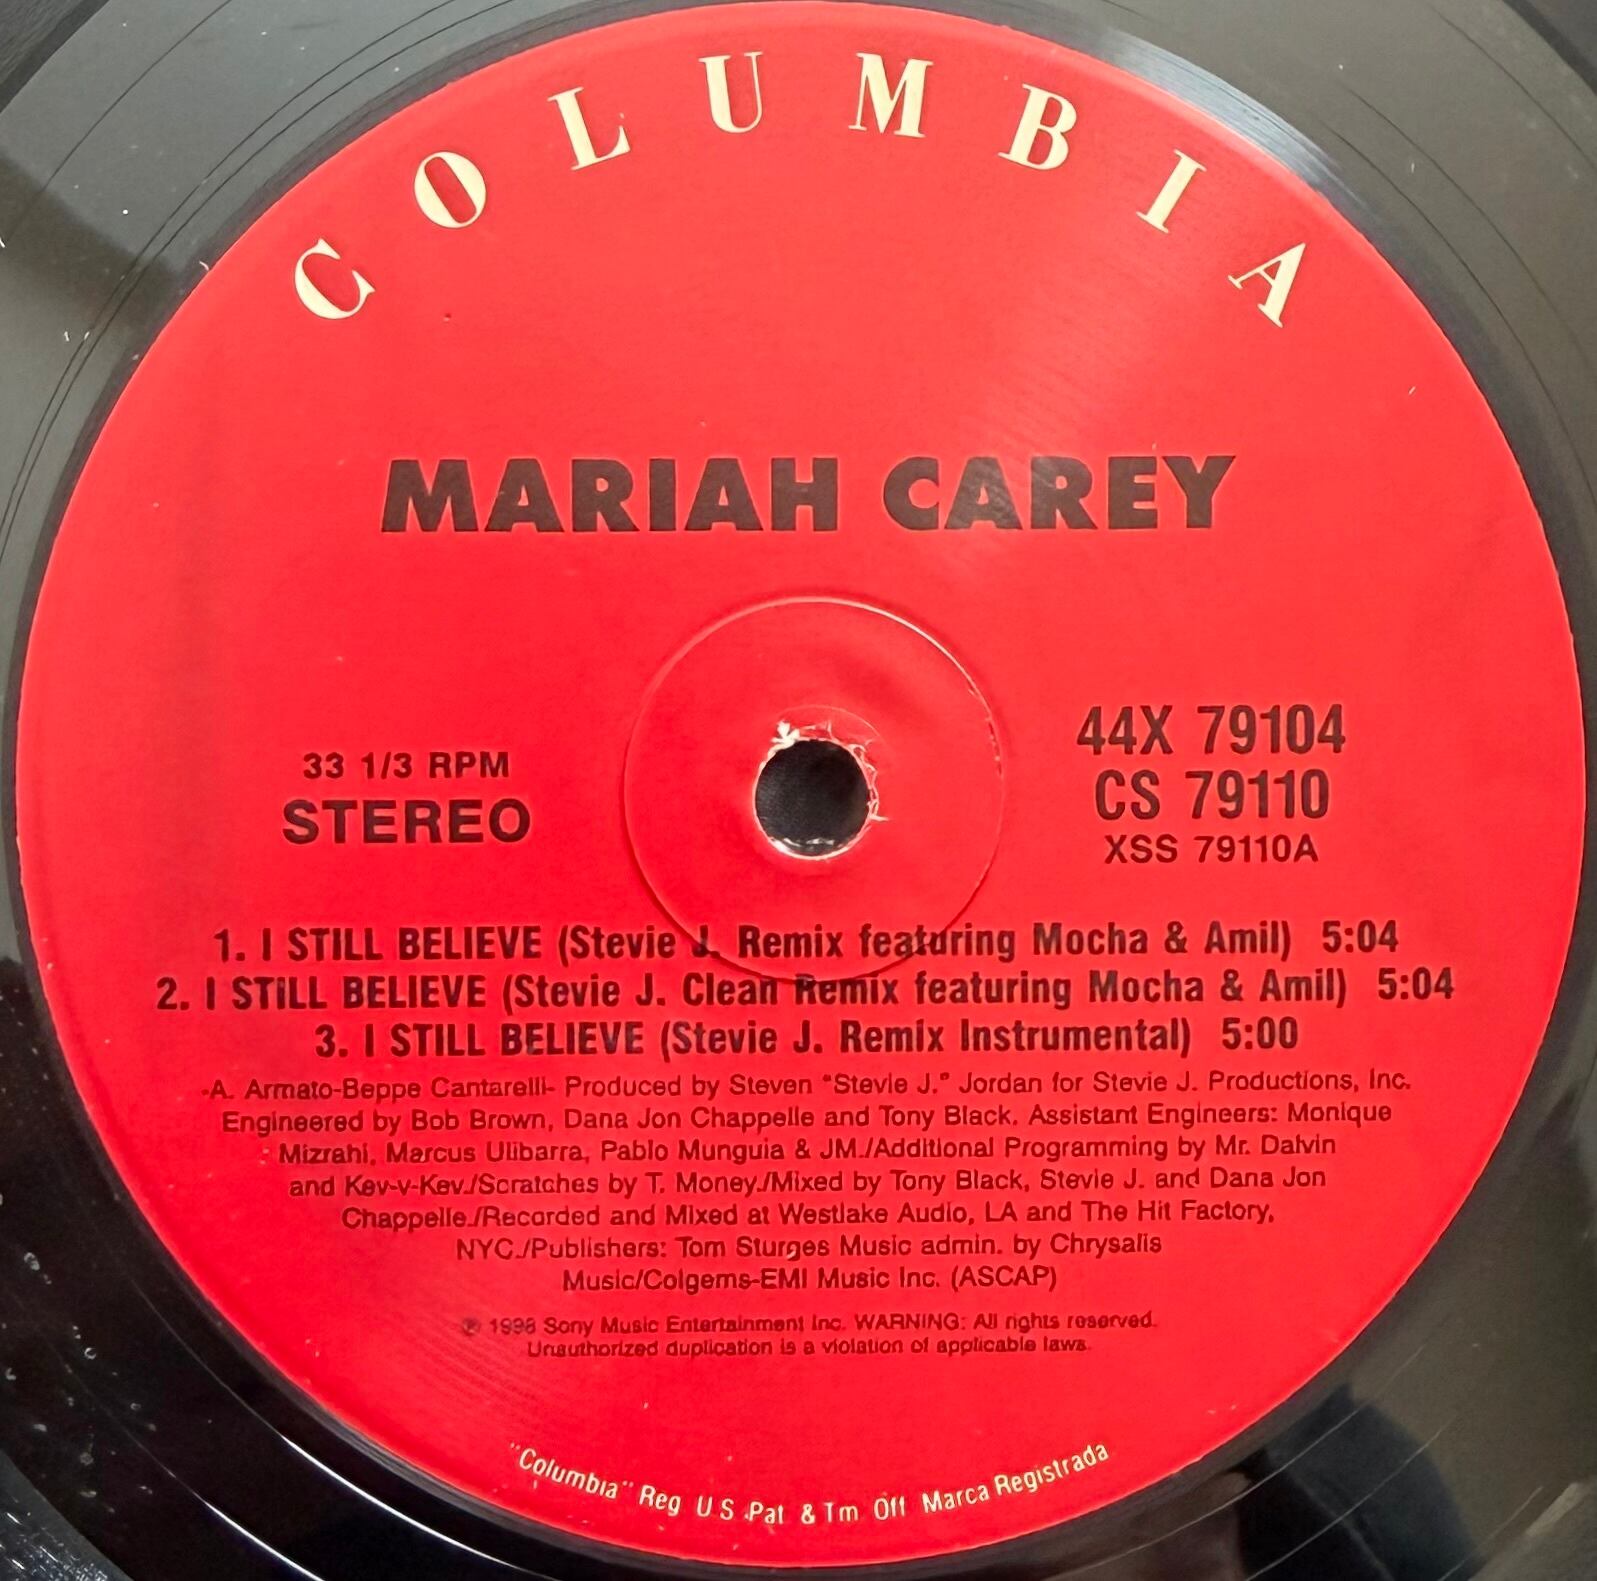 COLUMBIA
MARIAH CAREY
33 1/3 RPM
STEREO
44X 79104
CS 79110
XSS 79110A
1. I STILL BELIEVE (Stevie J. Remix featuring Mocha & Amil) 5:04
2. I STILL BELIEVE (Stevie J. Clean Remix featuring Mocha & Amil) 5:04
3. I STILL BELIEVE (Stevie J. Remix Instrumental) 5:00
-A. Armato-Beppe Cantarelli- Produced by Steven "Stevie J." Jordan for Stevie J. Productions, Inc.
Engineered by Bob Brown, Dana Jon Chappelle and Tony Black. Assistant Engineers: Monique
Mizrahi, Marcus Ulibarra, Pablo Munguia & JM./Additional Programming by Mr. Dalvin
and Kev-v-Kev./Scratches by T. Money./Mixed by Tony Black, Stevie J. and Dana Jon
Chappelle./Recorded and Mixed at Westlake Audio, LA and The Hit Factory,
NYC./Publishers: Tom Sturges Music admin. by Chrysalis
Music/Colgems-EMI Music Inc. (ASCAP)
℗ 1998 Sony Music Entertainment Inc. WARNING: All rights reserved.
Unauthorized duplication is a violation of applicable laws.
"Columbia" Reg U S Pat & Tm Off Marca Registrada